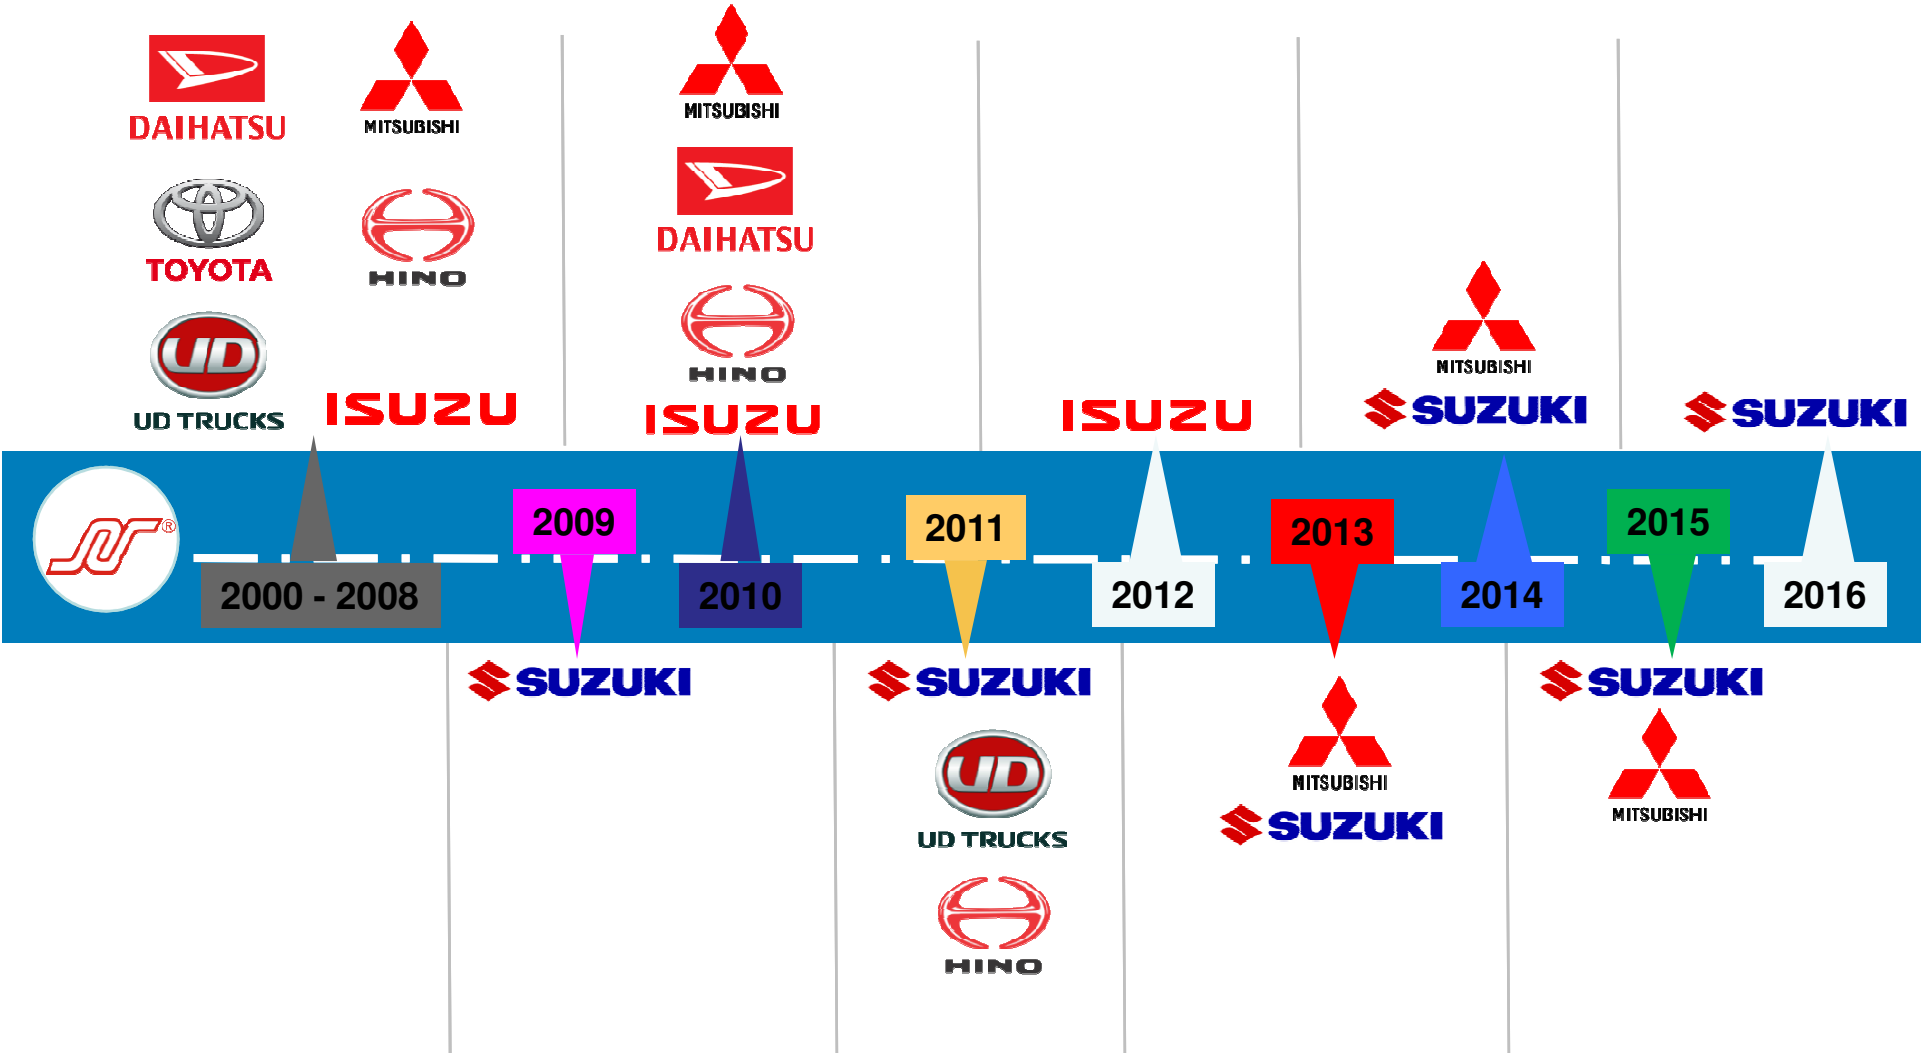 DAIHATSU
MITSUBISHI
TOYOTA
HINO
UD
UD TRUCKS
ISUZU
MITSUBISHI
DAIHATSU
HINO
ISUZU
ISUZU
MITSUBISHI
SUZUKI
SUZUKI
®
2000 - 2008
2009
2010
2011
2012
2013
2014
2015
2016
SUZUKI
SUZUKI
UD
UD TRUCKS
HINO
MITSUBISHI
SUZUKI
SUZUKI
MITSUBISHI